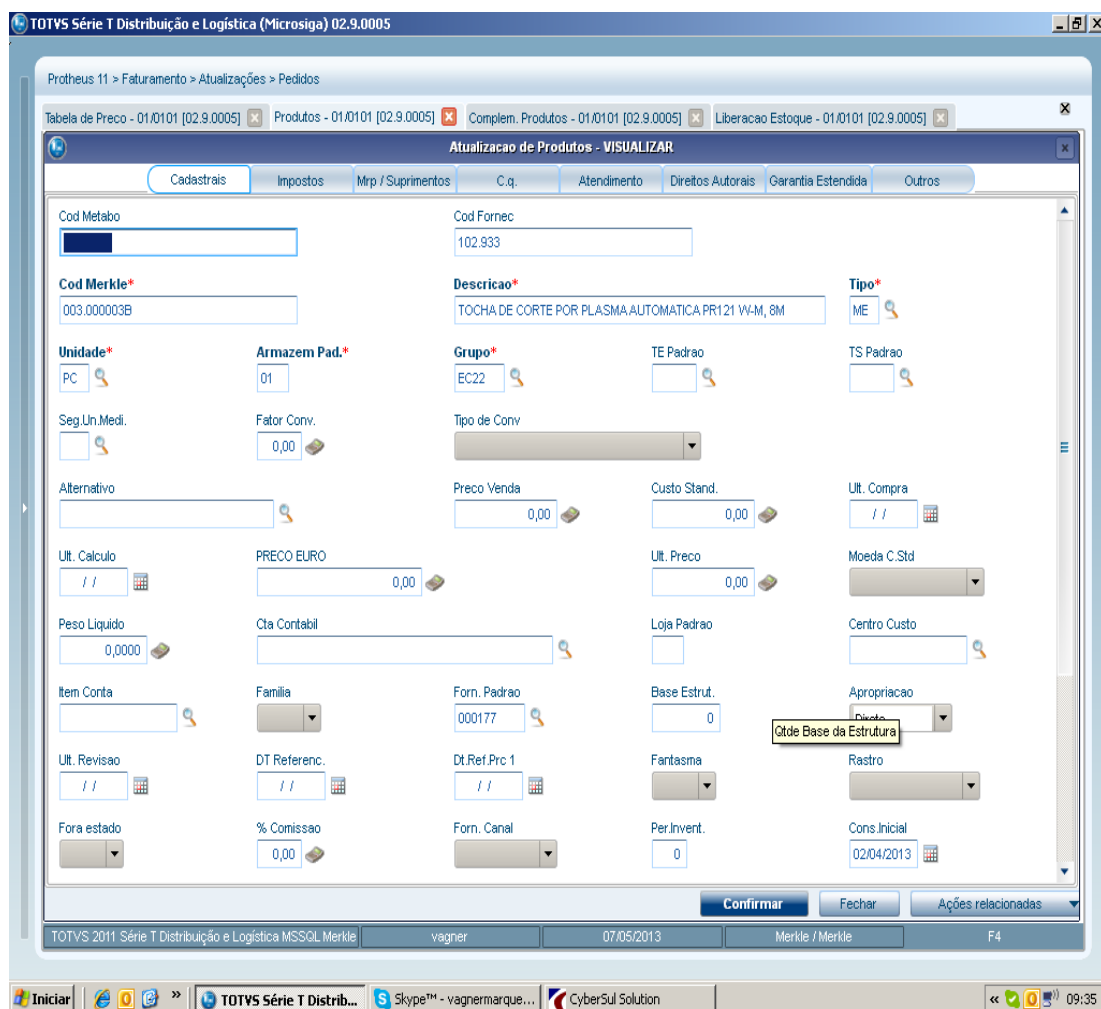 TOTVS Série T Distribuição e Logística (Microsiga) 02.9.0005
Protheus 11 > Faturamento > Atualizações > Pedidos
Tabela de Preco - 01/0101 [02.9.0005] Produtos - 01/0101 [02.9.0005] Complem. Produtos - 01/0101 [02.9.0005] Liberacao Estoque - 01/0101 [02.9.0005]
Atualizacao de Produtos - VISUALIZAR
Cadastrais Impostos Mrp / Suprimentos C.q. Atendimento Direitos Autorais Garantia Estendida Outros
Cod Metabo Cod Fornec
102.933
Cod Merkle* Descricao* Tipo*
003.000003B TOCHA DE CORTE POR PLASMA AUTOMATICA PR121 W-M, 8M ME
Unidade* Armazem Pad.* Grupo* TE Padrao TS Padrao
PC 01 EC22
Seg.Un.Medi. Fator Conv. Tipo de Conv
0,00
Alternativo Preco Venda Custo Stand. Ult. Compra
0,00 0,00 / /
Ult. Calculo PRECO EURO Ult. Preco Moeda C.Std
/ / 0,00 0,00
Peso Liquido Cta Contabil Loja Padrao Centro Custo
0,0000
Item Conta Familia Forn. Padrao Base Estrut. Apropriacao
000177 0 Direto
Qtde Base da Estrutura
Ult. Revisao DT Referenc. Dt.Ref.Prc 1 Fantasma Rastro
/ / / / / /
Fora estado % Comissao Forn. Canal Per.Invent. Cons.Inicial
0,00 0 02/04/2013
Confirmar Fechar Ações relacionadas
TOTVS 2011 Série T Distribuição e Logística MSSQL Merkle vagner 07/05/2013 Merkle / Merkle F4
Iniciar » TOTVS Série T Distrib... Skype™ - vagnermarque... CyberSul Solution « 09:35